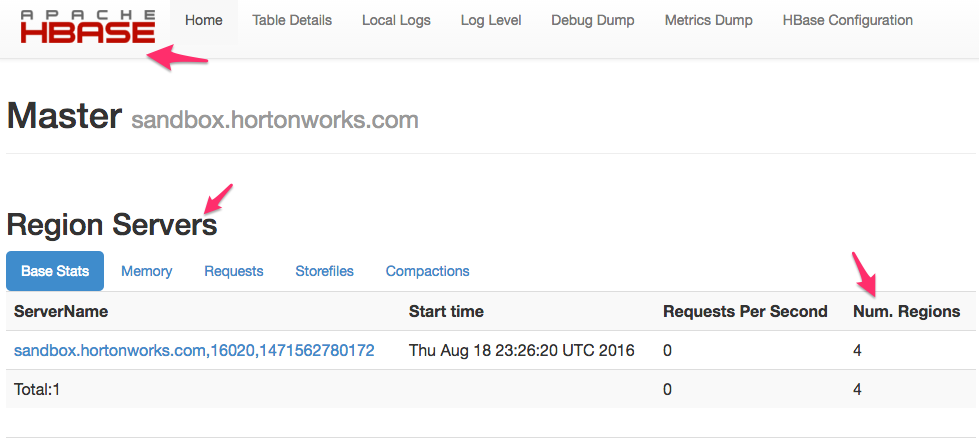 APACHE
HBASE
Home Table Details Local Logs Log Level Debug Dump Metrics Dump HBase Configuration
Master sandbox.hortonworks.com
Region Servers
Base Stats Memory Requests Storefiles Compactions
ServerName Start time Requests Per Second Num. Regions
sandbox.hortonworks.com,16020,1471562780172 Thu Aug 18 23:26:20 UTC 2016 0 4
Total:1 0 4